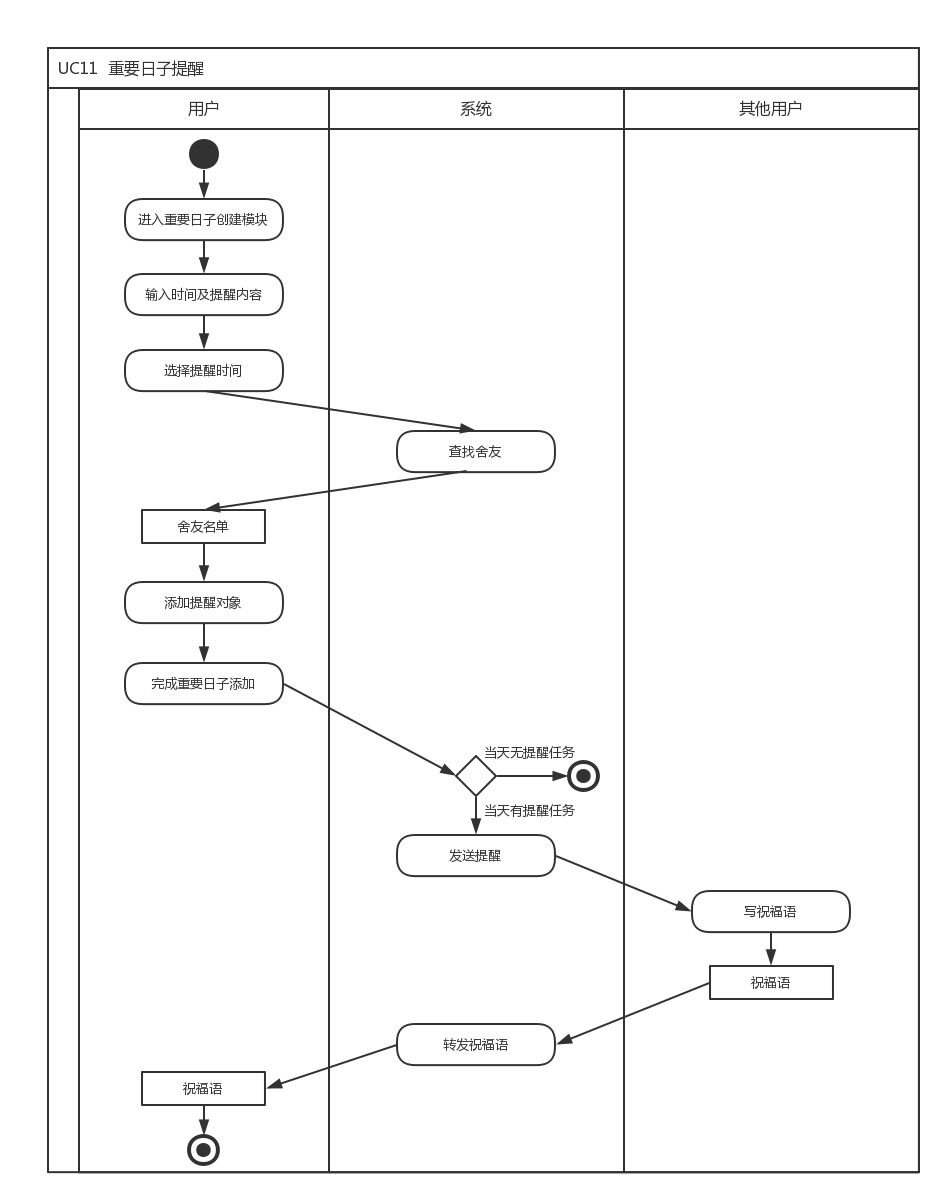 UC11 重要日子提醒
用户
系统
其他用户
进入重要日子创建模块
输入时间及提醒内容
选择提醒时间
查找舍友
舍友名单
添加提醒对象
完成重要日子添加
当天无提醒任务
当天有提醒任务
发送提醒
写祝福语
祝福语
转发祝福语
祝福语